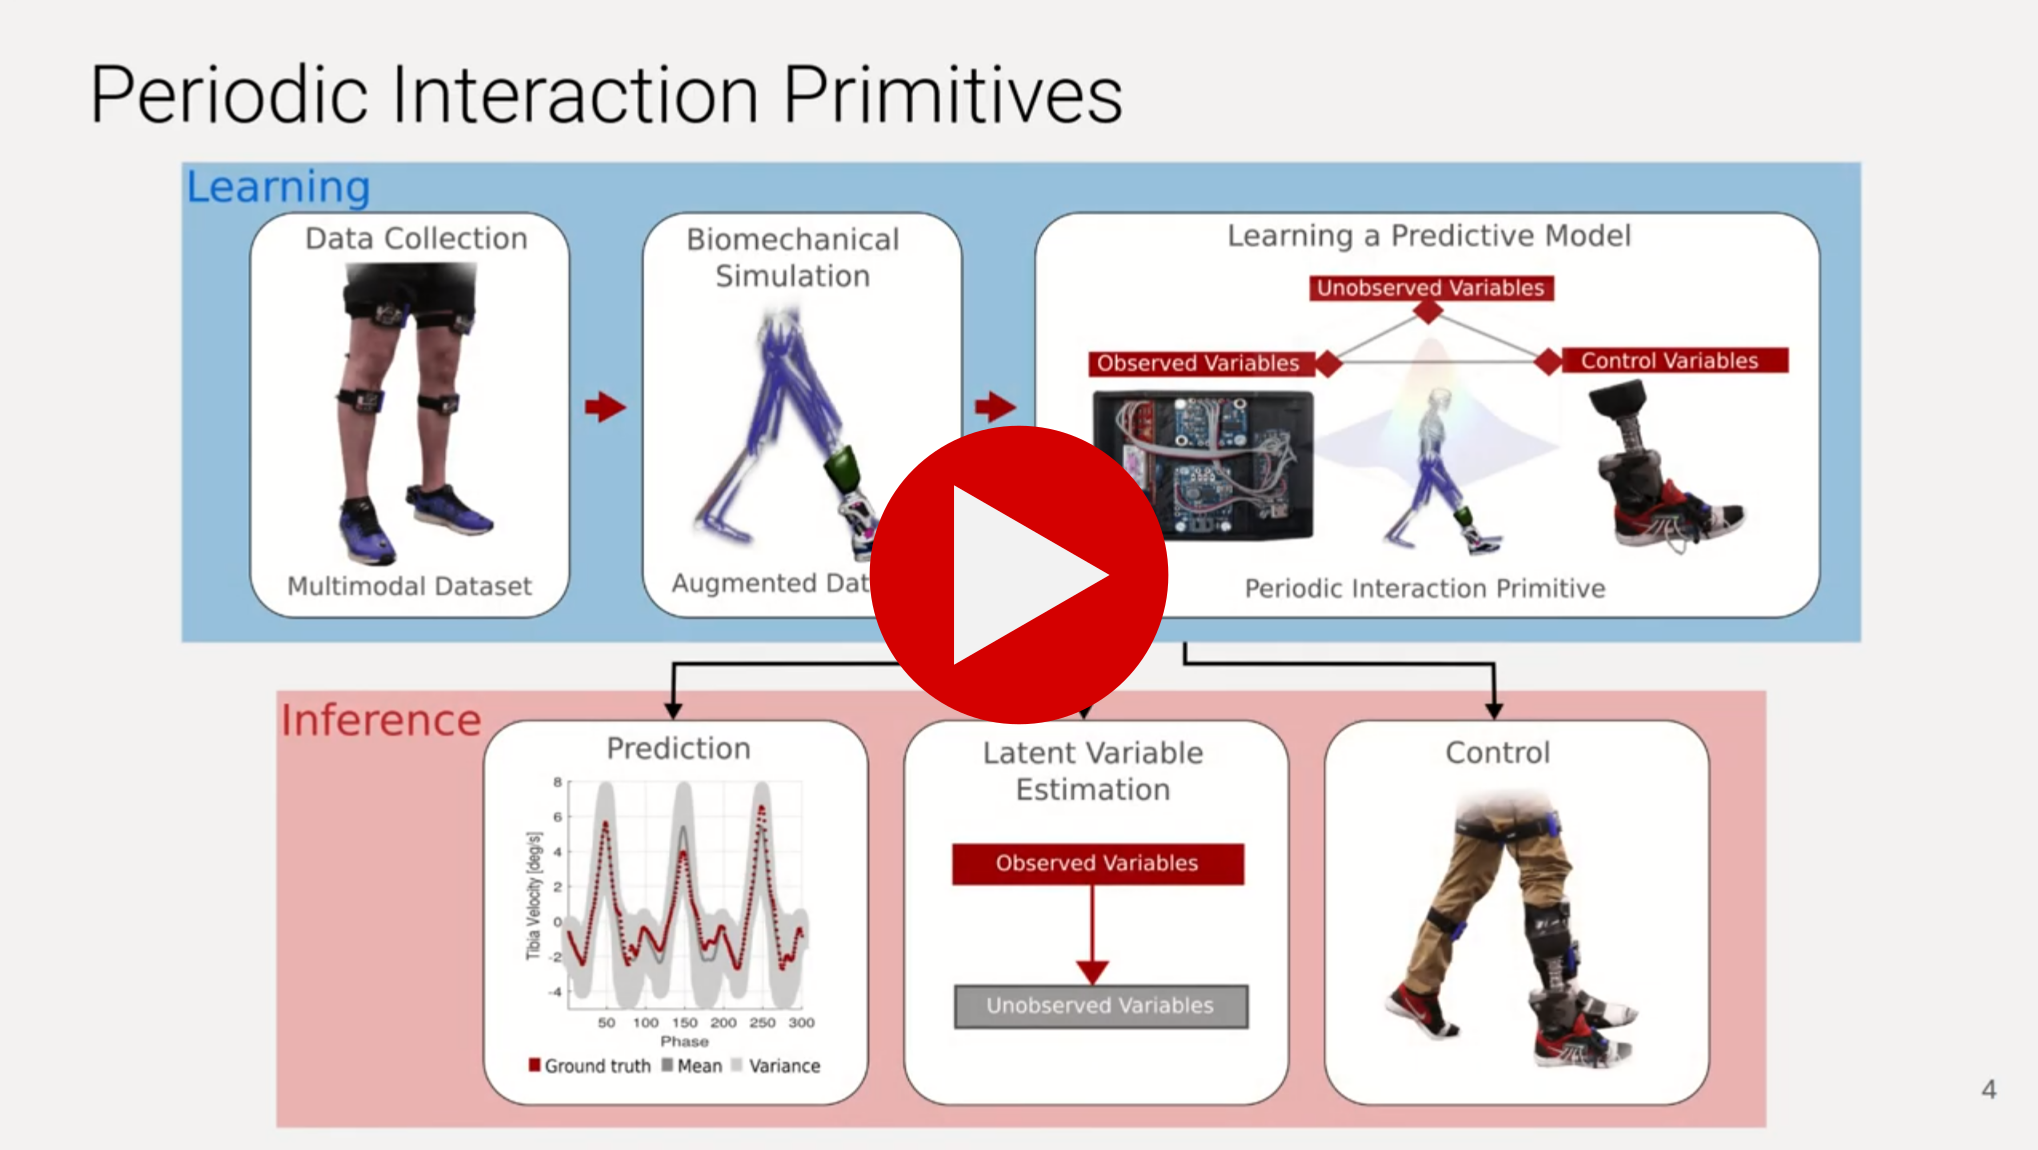 Periodic Interaction Primitives
Learning
Data Collection
Multimodal Dataset
Biomechanical
Simulation
Augmented
Learning a Predictive Model
Unobserved Variables
Observed Variables
Control Variables
Periodic Interaction Primitive
Inference
Prediction
Tibia Velocity [deg/s]
8
6
4
2
0
-2
-4
50 100 150 200 250 300
Phase
Ground truth Mean Variance
Latent Variable
Estimation
Observed Variables
Unobserved Variables
Control
4